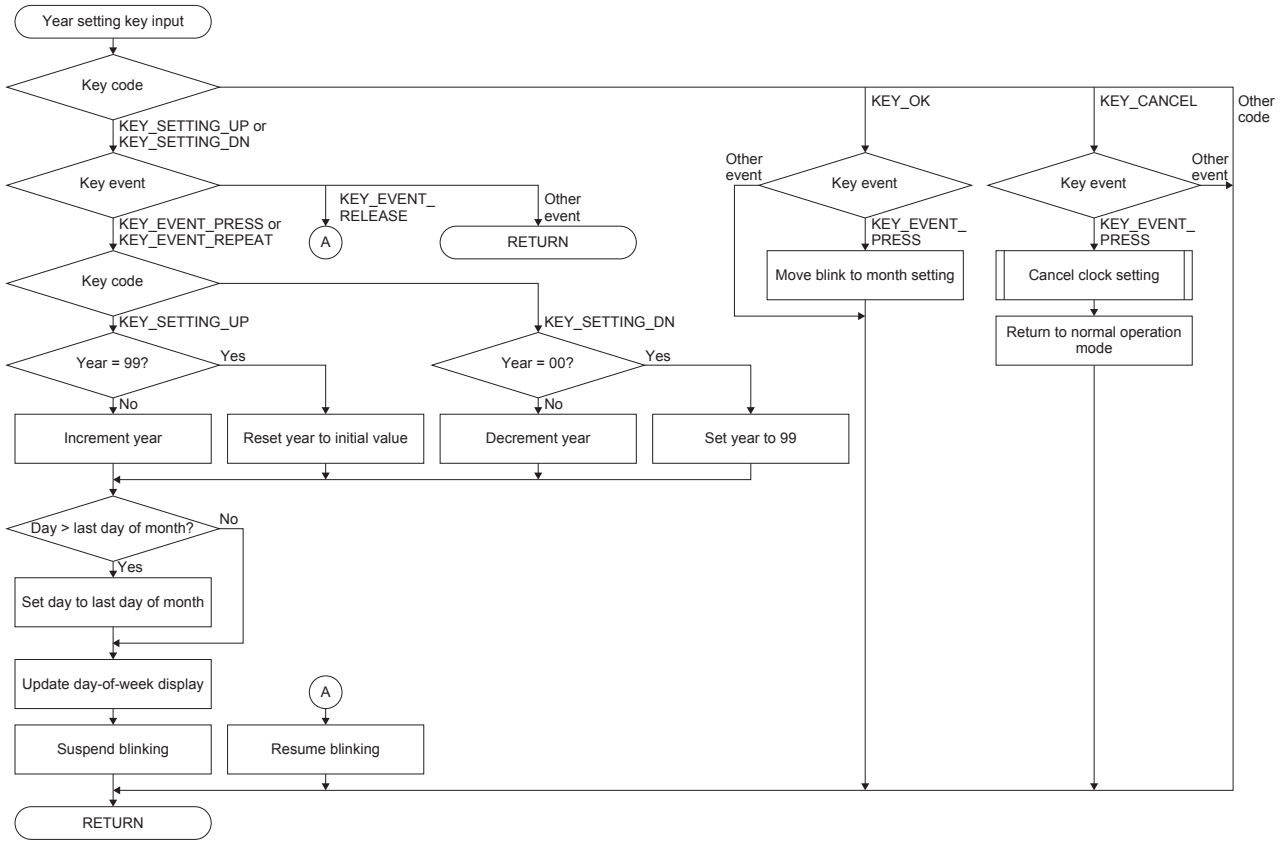 Year setting key input
Key code
KEY_OK
KEY_CANCEL
Other
code
KEY_SETTING_UP or
KEY_SETTING_DN
Other
event
Other
event
Key event
Key event
Key event
KEY_EVENT_
RELEASE
Other
event
KEY_EVENT_PRESS or
KEY_EVENT_REPEAT
KEY_EVENT_
PRESS
KEY_EVENT_
PRESS
A
RETURN
Key code
Move blink to month setting
Cancel clock setting
KEY_SETTING_UP
KEY_SETTING_DN
Return to normal operation
mode
Year = 99?
Yes
Year = 00?
Yes
No
No
Increment year
Reset year to initial value
Decrement year
Set year to 99
Day > last day of month?
No
Yes
Set day to last day of month
Update day-of-week display
A
Suspend blinking
Resume blinking
RETURN